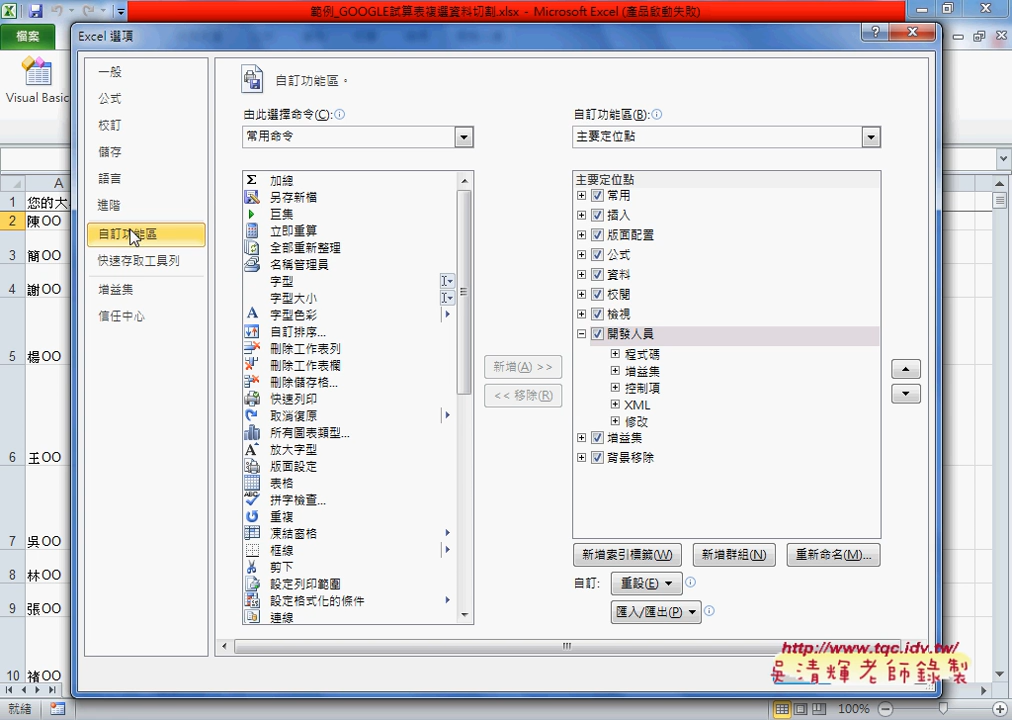 範例_GOOGLE試算表複選資料切割.xlsx - Microsoft Excel (產品啟動失敗)
檔案
Excel 選項
Visual Basic
一般
公式
校訂
儲存
語言
進階
自訂功能區
快速存取工具列
增益集
信任中心
自訂功能區。
由此選擇命令(C):
常用命令
加總
另存新檔
巨集
立即重算
全部重新整理
名稱管理員
字型
字型大小
字型色彩
自訂排序...
刪除工作表列
刪除工作表欄
刪除儲存格...
快速列印
取消復原
所有圖表類型...
放大字型
版面設定
表格
拼字檢查...
重複
凍結窗格
框線
剪下
設定列印範圍
設定格式化的條件
連線
新增(A) >>
<< 移除(R)
自訂功能區(B):
主要定位點
主要定位點
常用
插入
版面配置
公式
資料
校閱
檢視
開發人員
程式碼
增益集
控制項
XML
修改
增益集
背景移除
新增索引標籤(W)
新增群組(N)
重新命名(M)...
自訂:
重設(E)
匯入/匯出(P)
A
1 您的大
2 陳OO
3 簡OO
4 謝OO
5 楊OO
6 王OO
7 吳OO
8 林OO
9 張OO
10 褚OO
http://www.tqc.idv.tw/
吳清輝老師錄製
就緒
100%